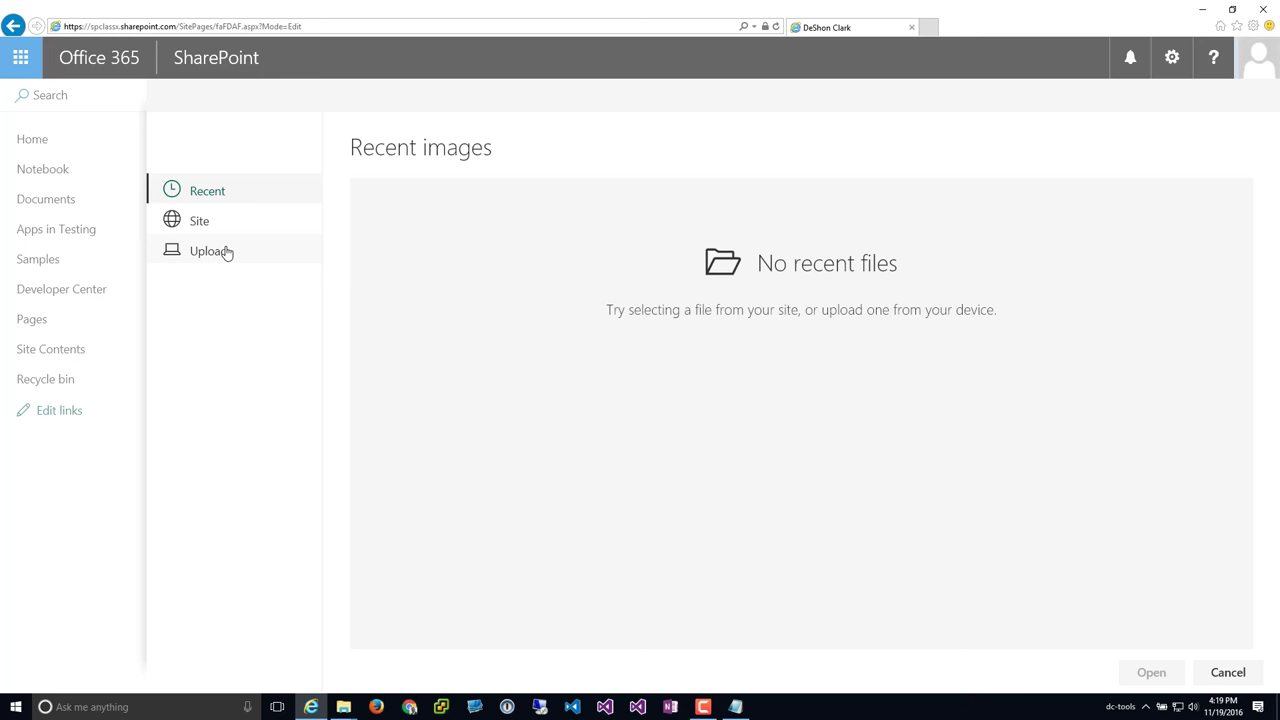 https://spclassx.sharepoint.com/SitePages/faFDAF.aspx?Mode=Edit
DeShon Clark
Office 365
SharePoint
Search
Home
Notebook
Documents
Apps in Testing
Samples
Developer Center
Pages
Site Contents
Recycle bin
Edit links
Recent
Site
Upload
Recent images
No recent files
Try selecting a file from your site, or upload one from your device.
Open
Cancel
Ask me anything
dc-tools
4:19 PM
11/19/2016